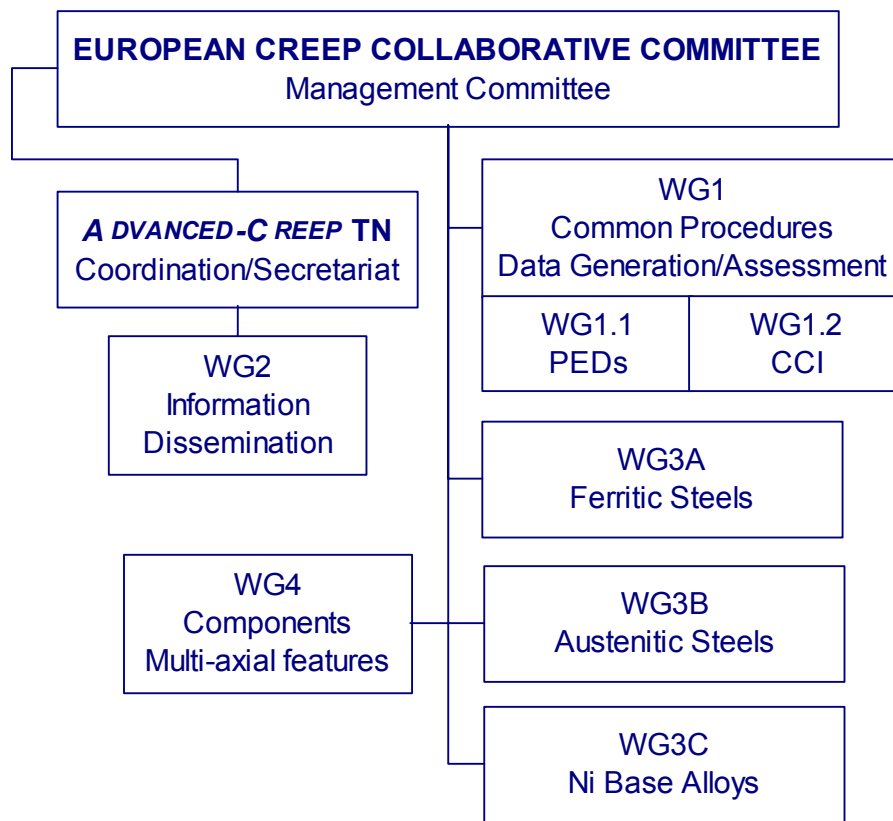 EUROPEAN CREEP COLLABORATIVE COMMITTEE
Management Committee
ADVANCED-CREEP TN
Coordination/Secretariat
WG2
Information
Dissemination
WG4
Components
Multi-axial features
WG1
Common Procedures
Data Generation/Assessment
WG1.1
PEDs
WG1.2
CCI
WG3A
Ferritic Steels
WG3B
Austenitic Steels
WG3C
Ni Base Alloys